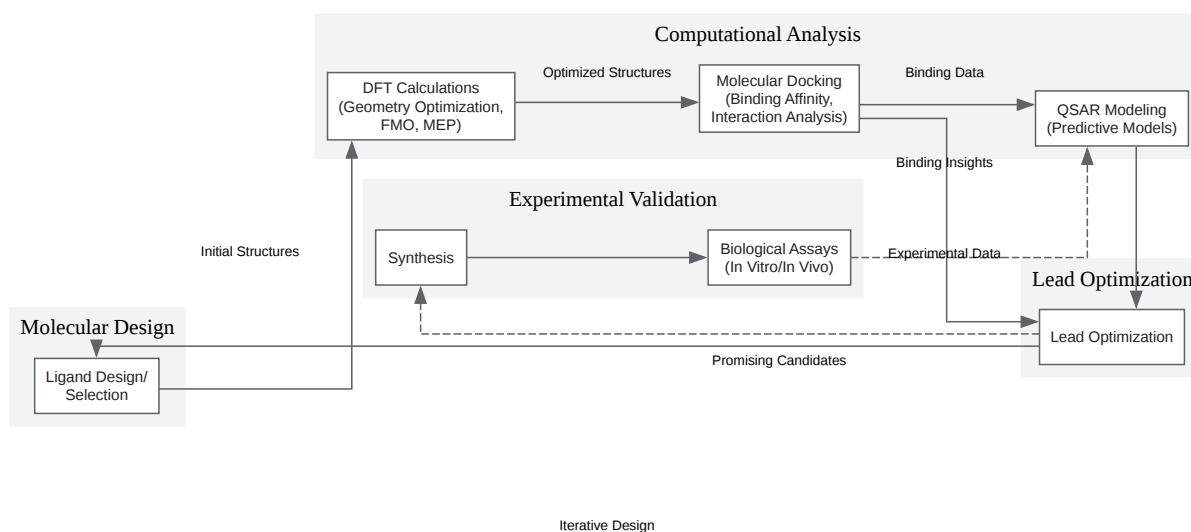 Computational Analysis
DFT Calculations
(Geometry Optimization,
FMO, MEP)
Optimized Structures
Molecular Docking
(Binding Affinity,
Interaction Analysis)
Binding Data
QSAR Modeling
(Predictive Models)
Binding Insights
Experimental Validation
Synthesis
Biological Assays
(In Vitro/In Vivo)
Experimental Data
Initial Structures
Lead Optimization
Lead Optimization
Molecular Design
Ligand Design/
Selection
Promising Candidates
Iterative Design